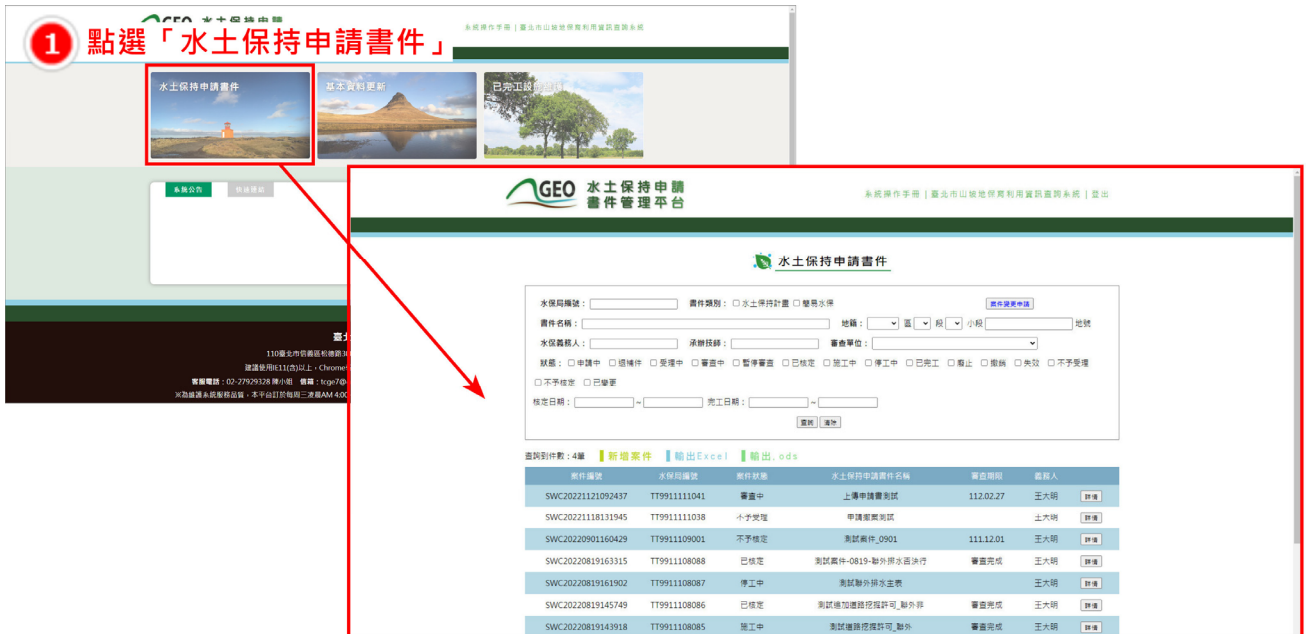 1 點選「水土保持申請書件」
系統操作手冊｜臺北市山坡地保育利用資訊查詢系統
水土保持申請書件
基本資料更新
已完工設施
系統公告
快速連結
110臺北市信義區松德路30
建議使用IE11(含)以上，Chrome
客服電話：02-27929328 陳小姐 信箱：tcge7@
※為維護系統服務品質，本平台訂於每周三凌晨AM 4:00
GEO 水土保持申請
書件管理平台
系統操作手冊｜臺北市山坡地保育利用資訊查詢系統｜登出
水土保持申請書件
水保局編號： 書件類別： 水土保持計畫 簡易水保 案件變更申請
書件名稱： 地籍： 區 段 小段 地號
水保義務人： 承辦技師： 審查單位：
狀態： 申請中 退補件 受理中 審查中 暫停審查 已核定 施工中 停工中 已完工 廢止 撤銷 失效 不予受理
不予核定 已變更
核定日期： ~ 完工日期： ~
查詢 清除
查詢到件數：4筆 新增案件 輸出Excel 輸出.ods
案件編號 水保局編號 案件狀態 水土保持申請書件名稱 審查期限 義務人
SWC20221121092437 TT9911111041 審查中 上傳申請書測試 112.02.27 王大明 詳情
SWC20221118131945 TT9911111038 不予受理 申請撤案測試 王大明 詳情
SWC20220901160429 TT9911109001 不予核定 測試案件_0901 111.12.01 王大明 詳情
SWC20220819163315 TT9911108088 已核定 測試案件-0819-聯外排水否決行 審查完成 王大明 詳情
SWC20220819161902 TT9911108087 停工中 測試聯外排水主表 王大明 詳情
SWC20220819145749 TT9911108086 已核定 測試追加道路挖掘許可_聯外非 審查完成 王大明 詳情
SWC20220819143918 TT9911108085 施工中 測試道路挖掘許可_聯外 審查完成 王大明 詳情